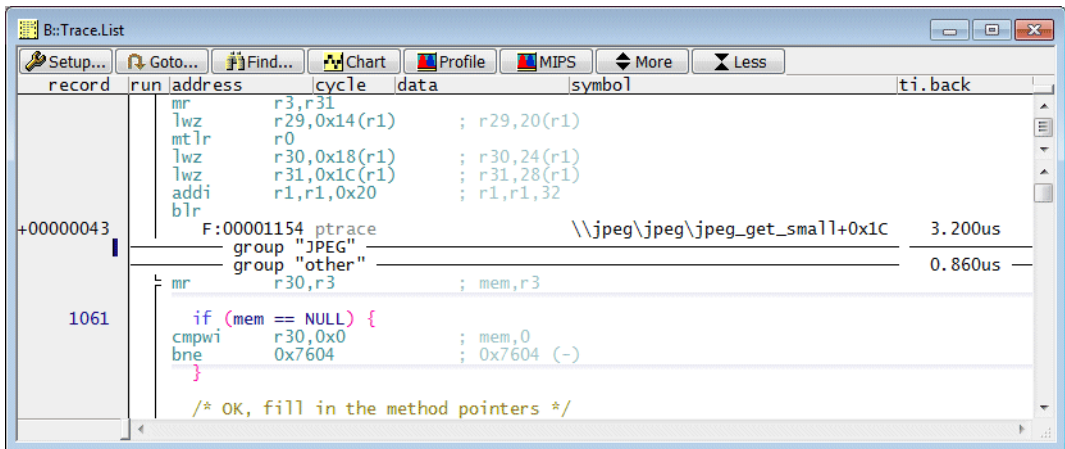 B::Trace.List
Setup... Goto... Find... Chart Profile MIPS More Less
record run address cycle data symbol ti.back
mr r3,r31
lwz r29,0x14(r1) ; r29,20(r1)
mtlr r0
lwz r30,0x18(r1) ; r30,24(r1)
lwz r31,0x1C(r1) ; r31,28(r1)
addi r1,r1,0x20 ; r1,r1,32
blr
+00000043 F:00001154 ptrace \\jpeg\jpeg\jpeg_get_small+0x1C 3.200us
group "JPEG"
group "other" 0.860us
mr r30,r3 ; mem,r3
1061 if (mem == NULL) {
cmpwi r30,0x0 ; mem,0
bne 0x7604 ; 0x7604 (-)
}
/* OK, fill in the method pointers */